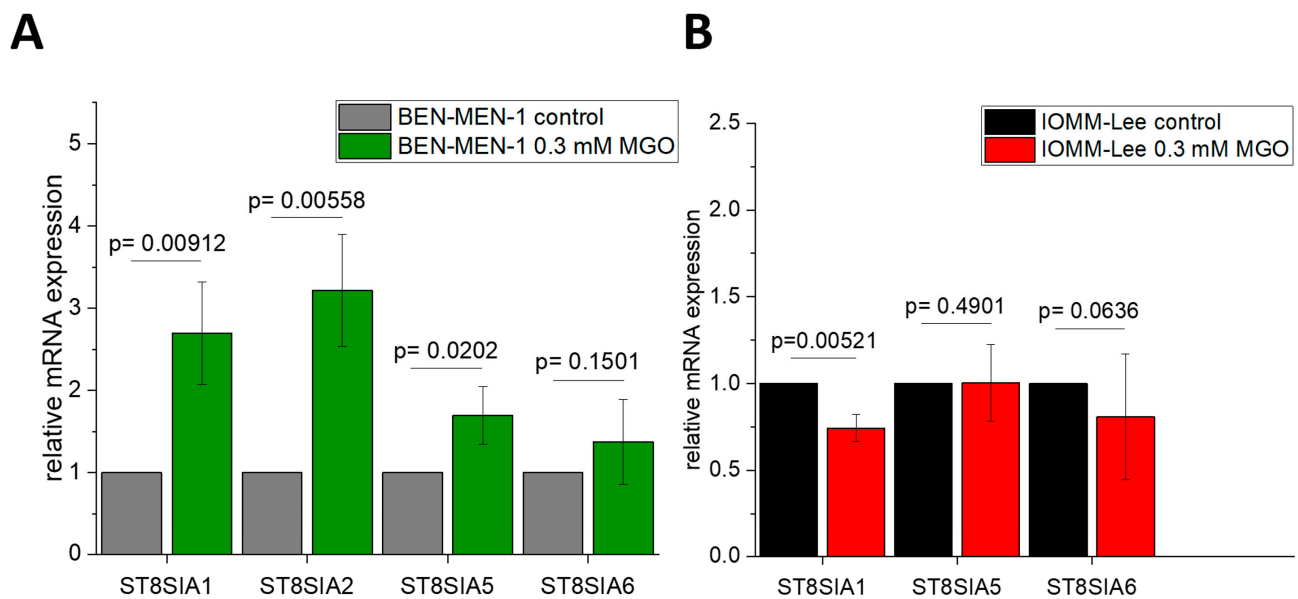 A
BEN-MEN-1 control
BEN-MEN-1 0.3 mM MGO
relative mRNA expression
5
4
3
2
1
0
p= 0.00912
p= 0.00558
p= 0.0202
p= 0.1501
ST8SIA1 ST8SIA2 ST8SIA5 ST8SIA6
B
IOMM-Lee control
IOMM-Lee 0.3 mM MGO
relative mRNA expression
2.5
2.0
1.5
1.0
0.5
0.0
p=0.00521
p= 0.4901
p= 0.0636
ST8SIA1 ST8SIA5 ST8SIA6